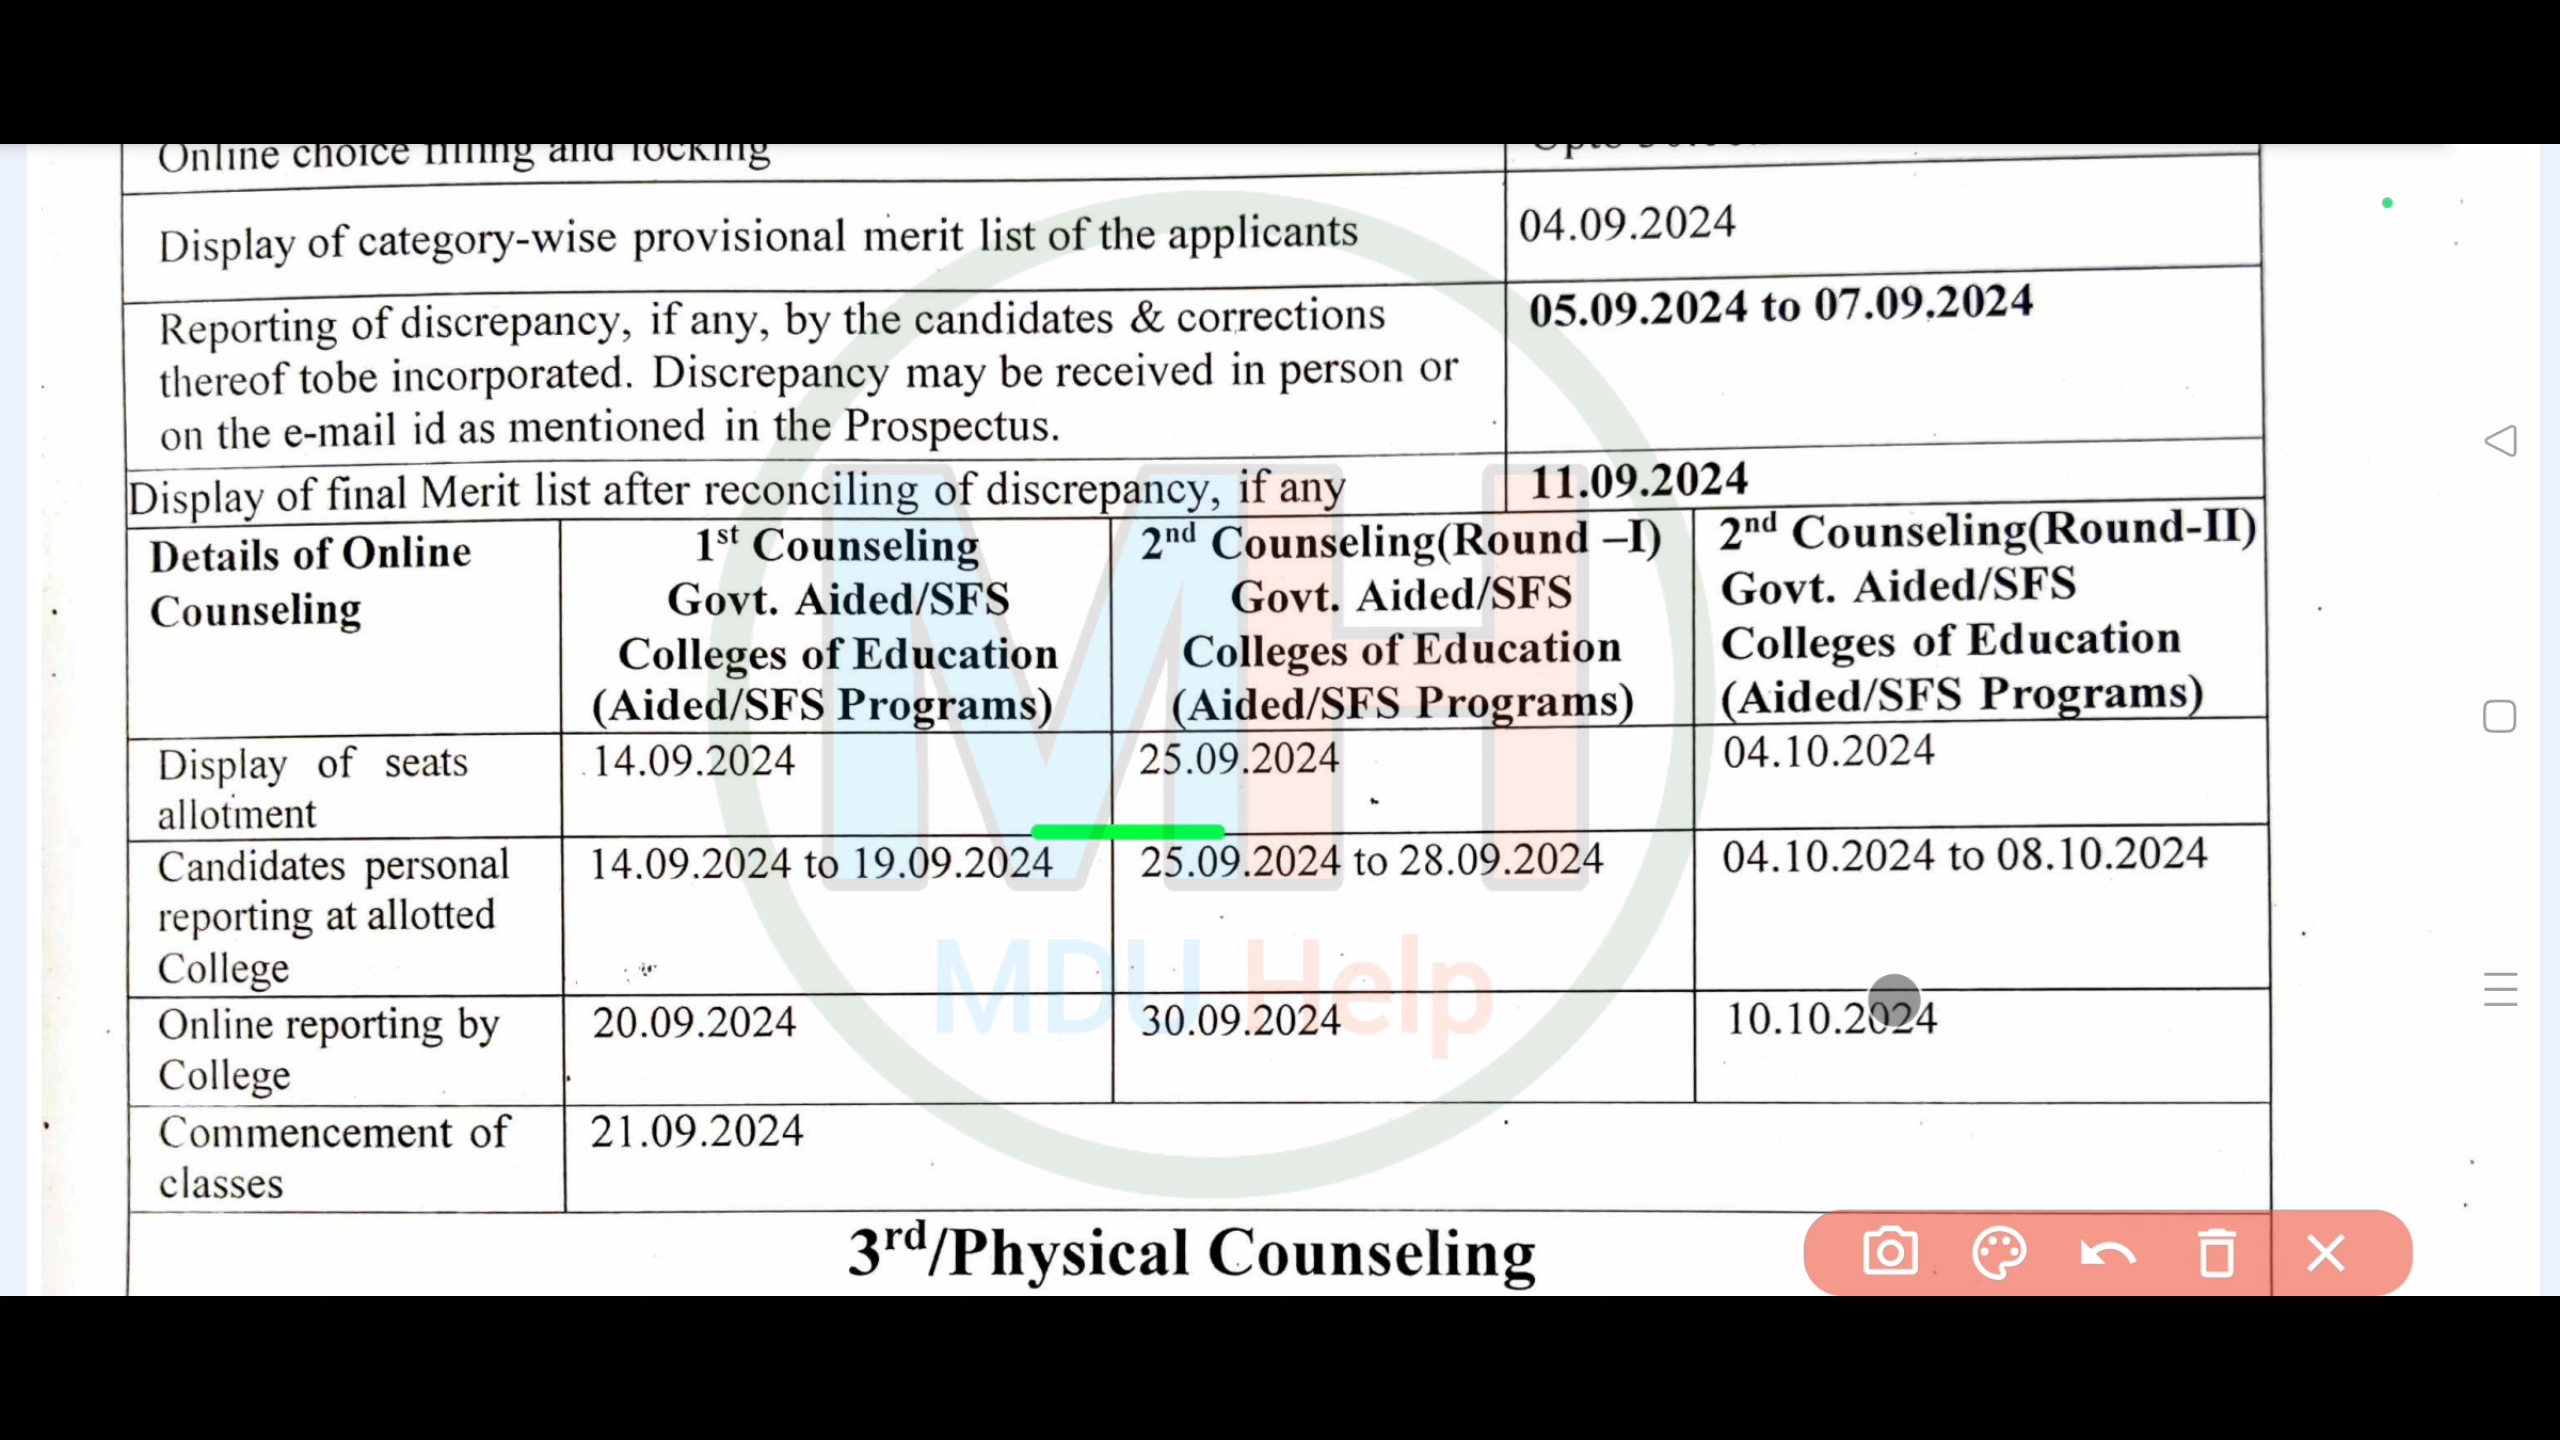 Online choice filling and locking
Upto
Display of category-wise provisional merit list of the applicants
04.09.2024
Reporting of discrepancy, if any, by the candidates & corrections
thereof tobe incorporated. Discrepancy may be received in person or
on the e-mail id as mentioned in the Prospectus.
05.09.2024 to 07.09.2024
Display of final Merit list after reconciling of discrepancy, if any
11.09.2024
Details of Online
Counseling
1st Counseling
Govt. Aided/SFS
Colleges of Education
(Aided/SFS Programs)
2nd Counseling(Round –I)
Govt. Aided/SFS
Colleges of Education
(Aided/SFS Programs)
2nd Counseling(Round-II)
Govt. Aided/SFS
Colleges of Education
(Aided/SFS Programs)
Display of seats
allotment
14.09.2024
25.09.2024
04.10.2024
Candidates personal
reporting at allotted
College
14.09.2024 to 19.09.2024
25.09.2024 to 28.09.2024
04.10.2024 to 08.10.2024
Online reporting by
College
20.09.2024
30.09.2024
10.10.2024
Commencement of
classes
21.09.2024
3rd/Physical Counseling
MH
MDU Help